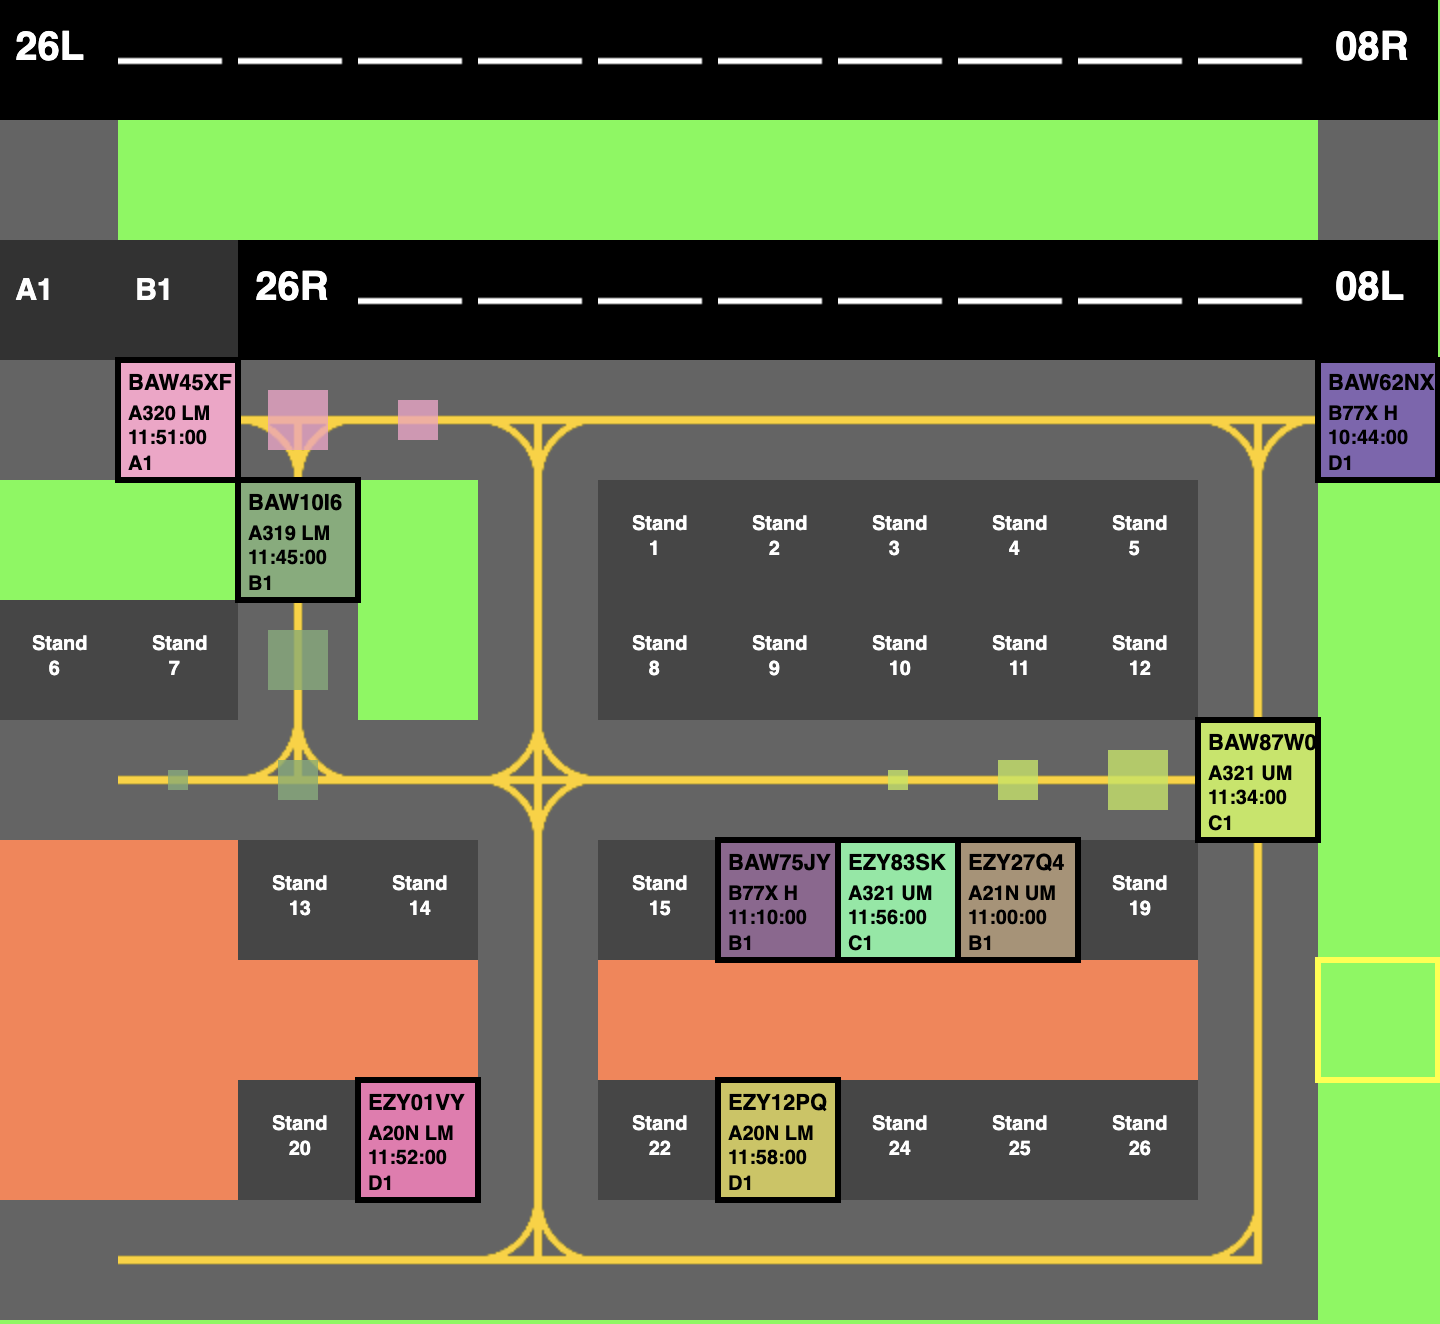 26L
08R
A1
B1
26R
08L
BAW45XF
A320 LM
11:51:00
A1
BAW62NX
B77X H
10:44:00
D1
BAW10I6
A319 LM
11:45:00
B1
Stand
1
Stand
2
Stand
3
Stand
4
Stand
5
Stand
6
Stand
7
Stand
8
Stand
9
Stand
10
Stand
11
Stand
12
BAW87W0
A321 UM
11:34:00
C1
Stand
13
Stand
14
Stand
15
BAW75JY
B77X H
11:10:00
B1
EZY83SK
A321 UM
11:56:00
C1
EZY27Q4
A21N UM
11:00:00
B1
Stand
19
Stand
20
EZY01VY
A20N LM
11:52:00
D1
Stand
22
EZY12PQ
A20N LM
11:58:00
D1
Stand
24
Stand
25
Stand
26